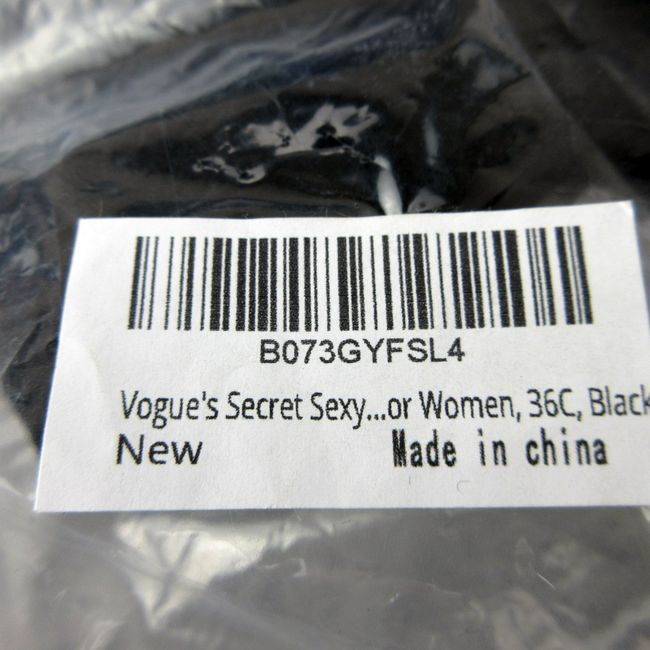 B073GYFSL4
Vogue's Secret Sexy...or Women, 36C, Black
New Made in china